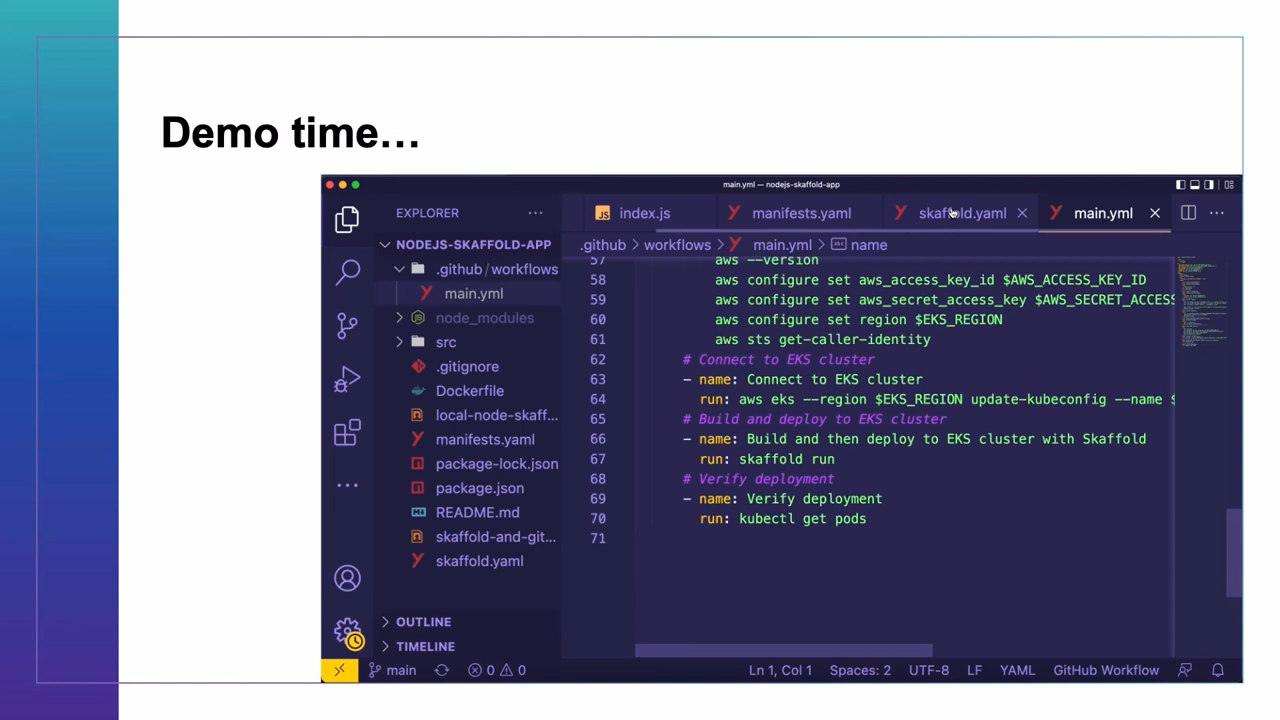 Demo time…
main.yml — nodejs-skaffold-app
EXPLORER
index.js
manifests.yaml
skaffold.yaml
main.yml
NODEJS-SKAFFOLD-APP
.github/workflows
main.yml
node_modules
src
.gitignore
Dockerfile
local-node-skaff...
manifests.yaml
package-lock.json
package.json
README.md
skaffold-and-git...
skaffold.yaml
OUTLINE
TIMELINE
.github > workflows > main.yml > name
57 aws --version
58 aws configure set aws_access_key_id $AWS_ACCESS_KEY_ID
59 aws configure set aws_secret_access_key $AWS_SECRET_ACCESS
60 aws configure set region $EKS_REGION
61 aws sts get-caller-identity
62 # Connect to EKS cluster
63 - name: Connect to EKS cluster
64 run: aws eks --region $EKS_REGION update-kubeconfig --name $
65 # Build and deploy to EKS cluster
66 - name: Build and then deploy to EKS cluster with Skaffold
67 run: skaffold run
68 # Verify deployment
69 - name: Verify deployment
70 run: kubectl get pods
71
main
0
0
Ln 1, Col 1
Spaces: 2
UTF-8
LF
YAML
GitHub Workflow